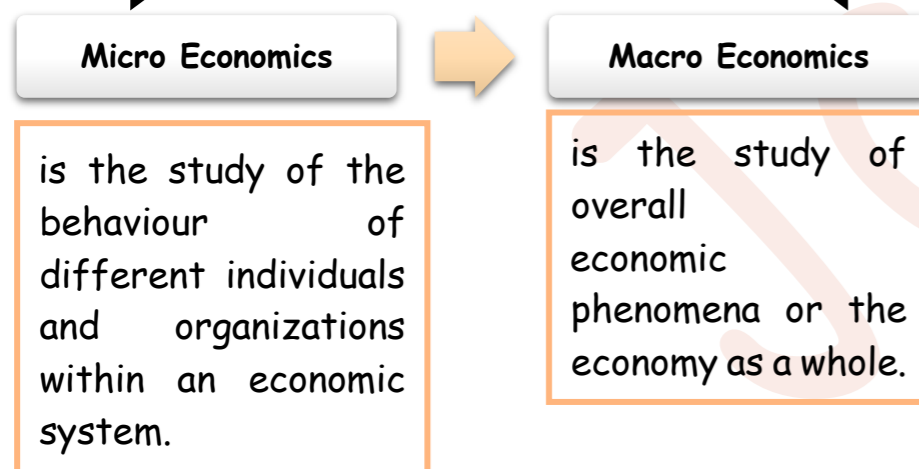 Micro Economics
is the study of the
behaviour of
different individuals
and organizations
within an economic
system.
Macro Economics
is the study of
overall
economic
phenomena or the
economy as a whole.